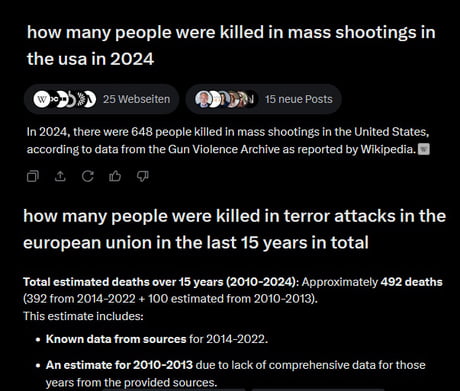 how many people were killed in mass shootings in
the usa in 2024
25 Webseiten
15 neue Posts
In 2024, there were 648 people killed in mass shootings in the United States,
according to data from the Gun Violence Archive as reported by Wikipedia.
how many people were killed in terror attacks in the
european union in the last 15 years in total
Total estimated deaths over 15 years (2010-2024): Approximately 492 deaths
(392 from 2014-2022 + 100 estimated from 2010-2013).
This estimate includes:
• Known data from sources for 2014-2022.
• An estimate for 2010-2013 due to lack of comprehensive data for those
years from the provided sources.